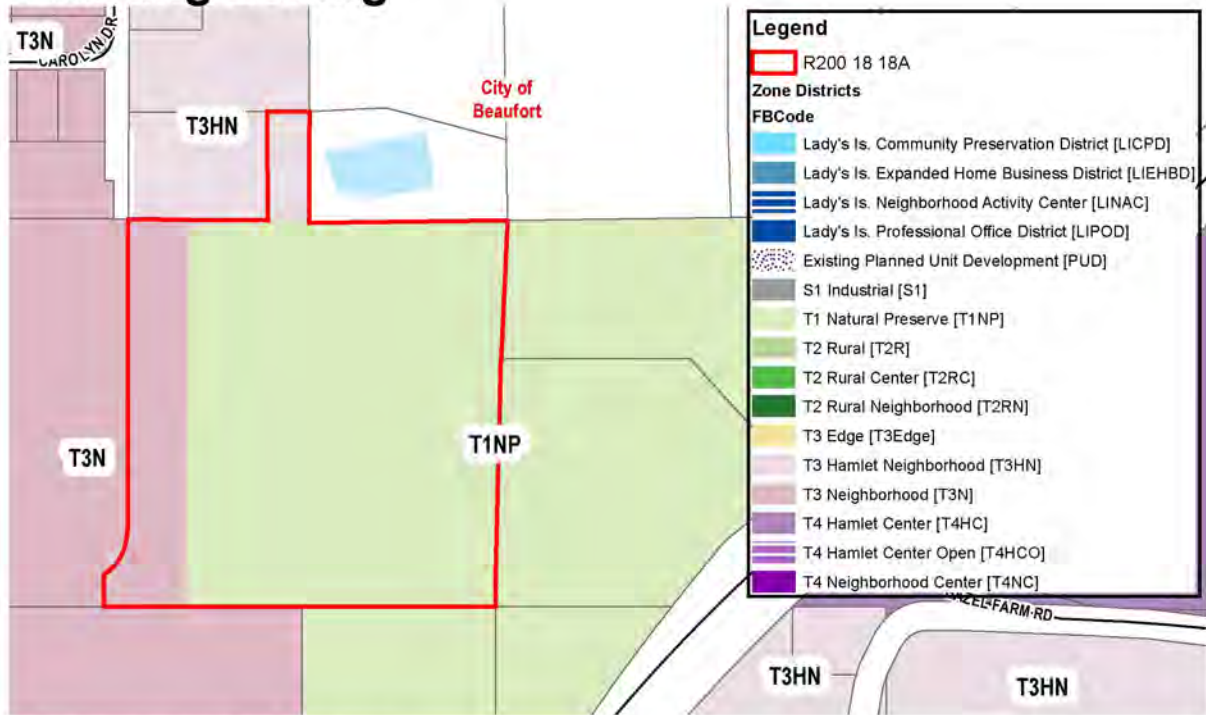 T3N
CAROLYN DR
T3HN
City of
Beaufort
T3N
T1NP
T3HN
T3HN
Legend
R200 18 18A
Zone Districts
FBCode
Lady's Is. Community Preservation District [LICPD]
Lady's Is. Expanded Home Business District [LIEHBD]
Lady's Is. Neighborhood Activity Center [LINAC]
Lady's Is. Professional Office District [LIPOD]
Existing Planned Unit Development [PUD]
S1 Industrial [S1]
T1 Natural Preserve [T1NP]
T2 Rural [T2R]
T2 Rural Center [T2RC]
T2 Rural Neighborhood [T2RN]
T3 Edge [T3Edge]
T3 Hamlet Neighborhood [T3HN]
T3 Neighborhood [T3N]
T4 Hamlet Center [T4HC]
T4 Hamlet Center Open [T4HCO]
T4 Neighborhood Center [T4NC]
FARM RD